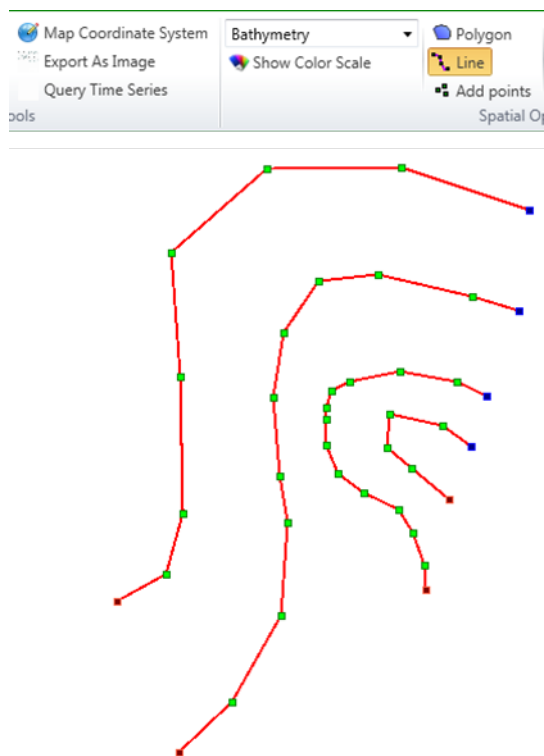 Map Coordinate System
Export As Image
Query Time Series
ools
Bathymetry
Show Color Scale
Polygon
Line
Add points
Spatial Op